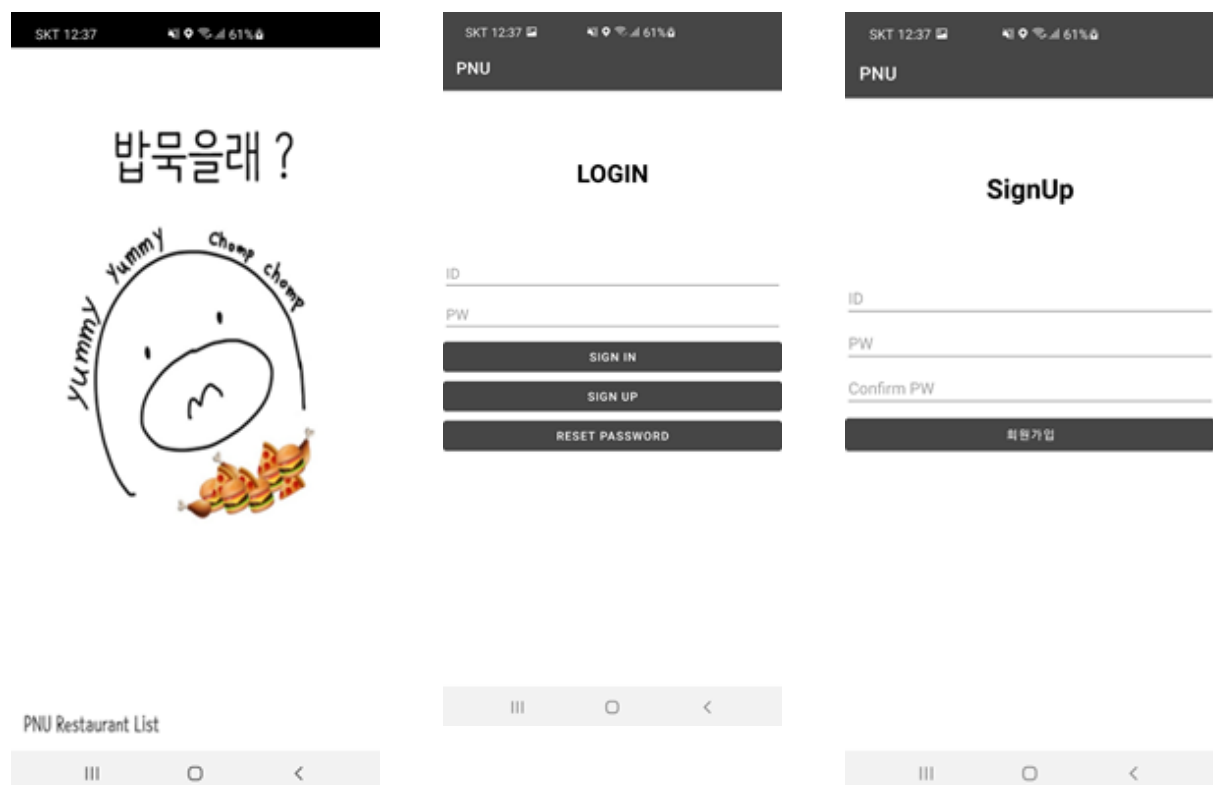 SKT 12:37 61%
밥묵을래 ?
yummy Yummy Chomp chomp
PNU Restaurant List
SKT 12:37 61%
PNU
LOGIN
ID
PW
SIGN IN
SIGN UP
RESET PASSWORD
SKT 12:37 61%
PNU
SignUp
ID
PW
Confirm PW
회원가입